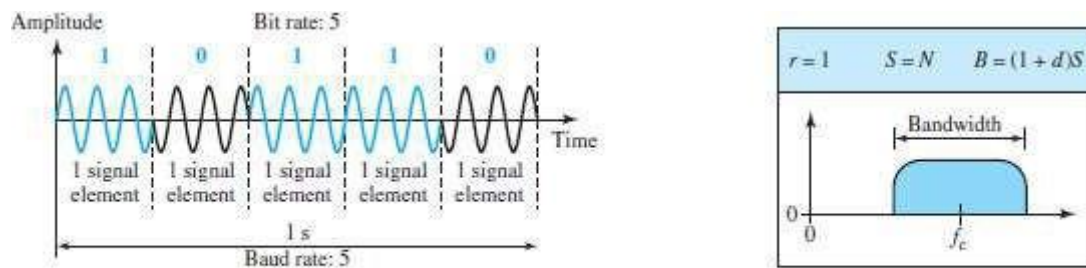 Amplitude Bit rate: 5
1 0 1 1 0
Time
1 signal element 1 signal element 1 signal element 1 signal element 1 signal element
1 s
Baud rate: 5
r = 1 S = N B = (1 + d)S
Bandwidth
0
0 fc